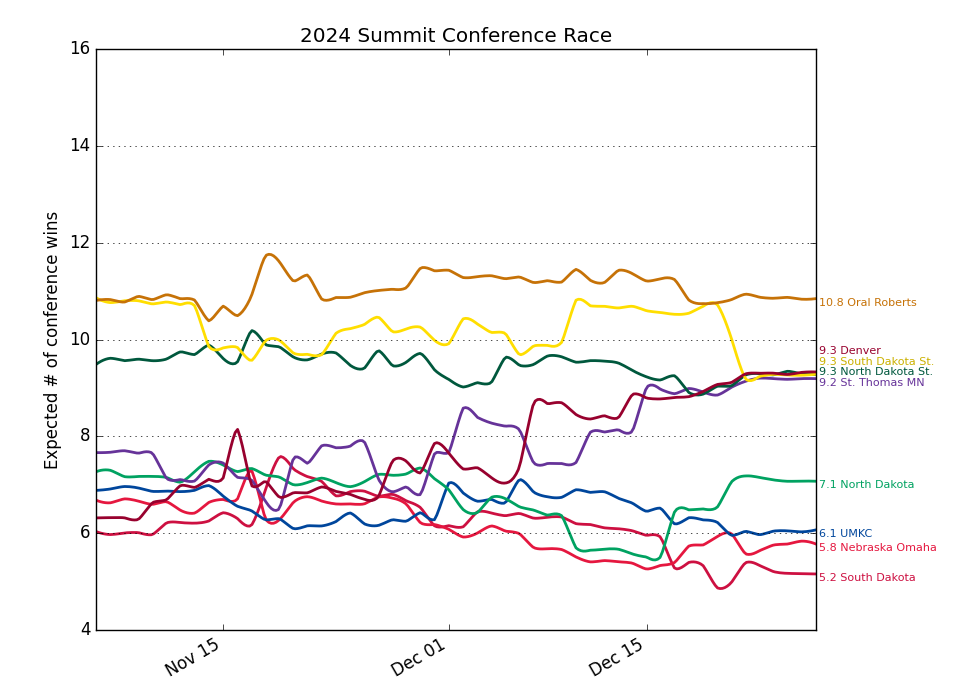 2024 Summit Conference Race
Expected # of conference wins
16
14
12
10
8
6
4
Nov 15
Dec 01
Dec 15
10.8 Oral Roberts
9.3 Denver
9.3 South Dakota St.
9.3 North Dakota St.
9.2 St. Thomas MN
7.1 North Dakota
6.1 UMKC
5.8 Nebraska Omaha
5.2 South Dakota